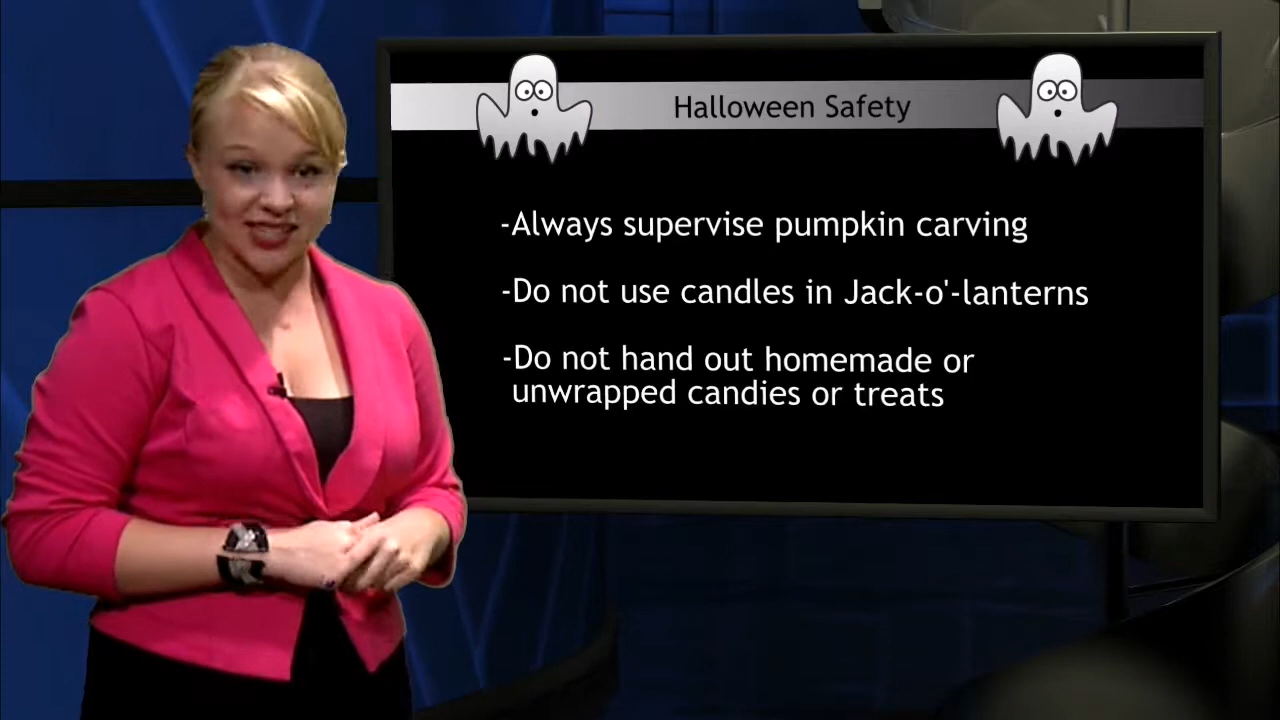 Halloween Safety
-Always supervise pumpkin carving
-Do not use candles in Jack-o'-lanterns
-Do not hand out homemade or
unwrapped candies or treats